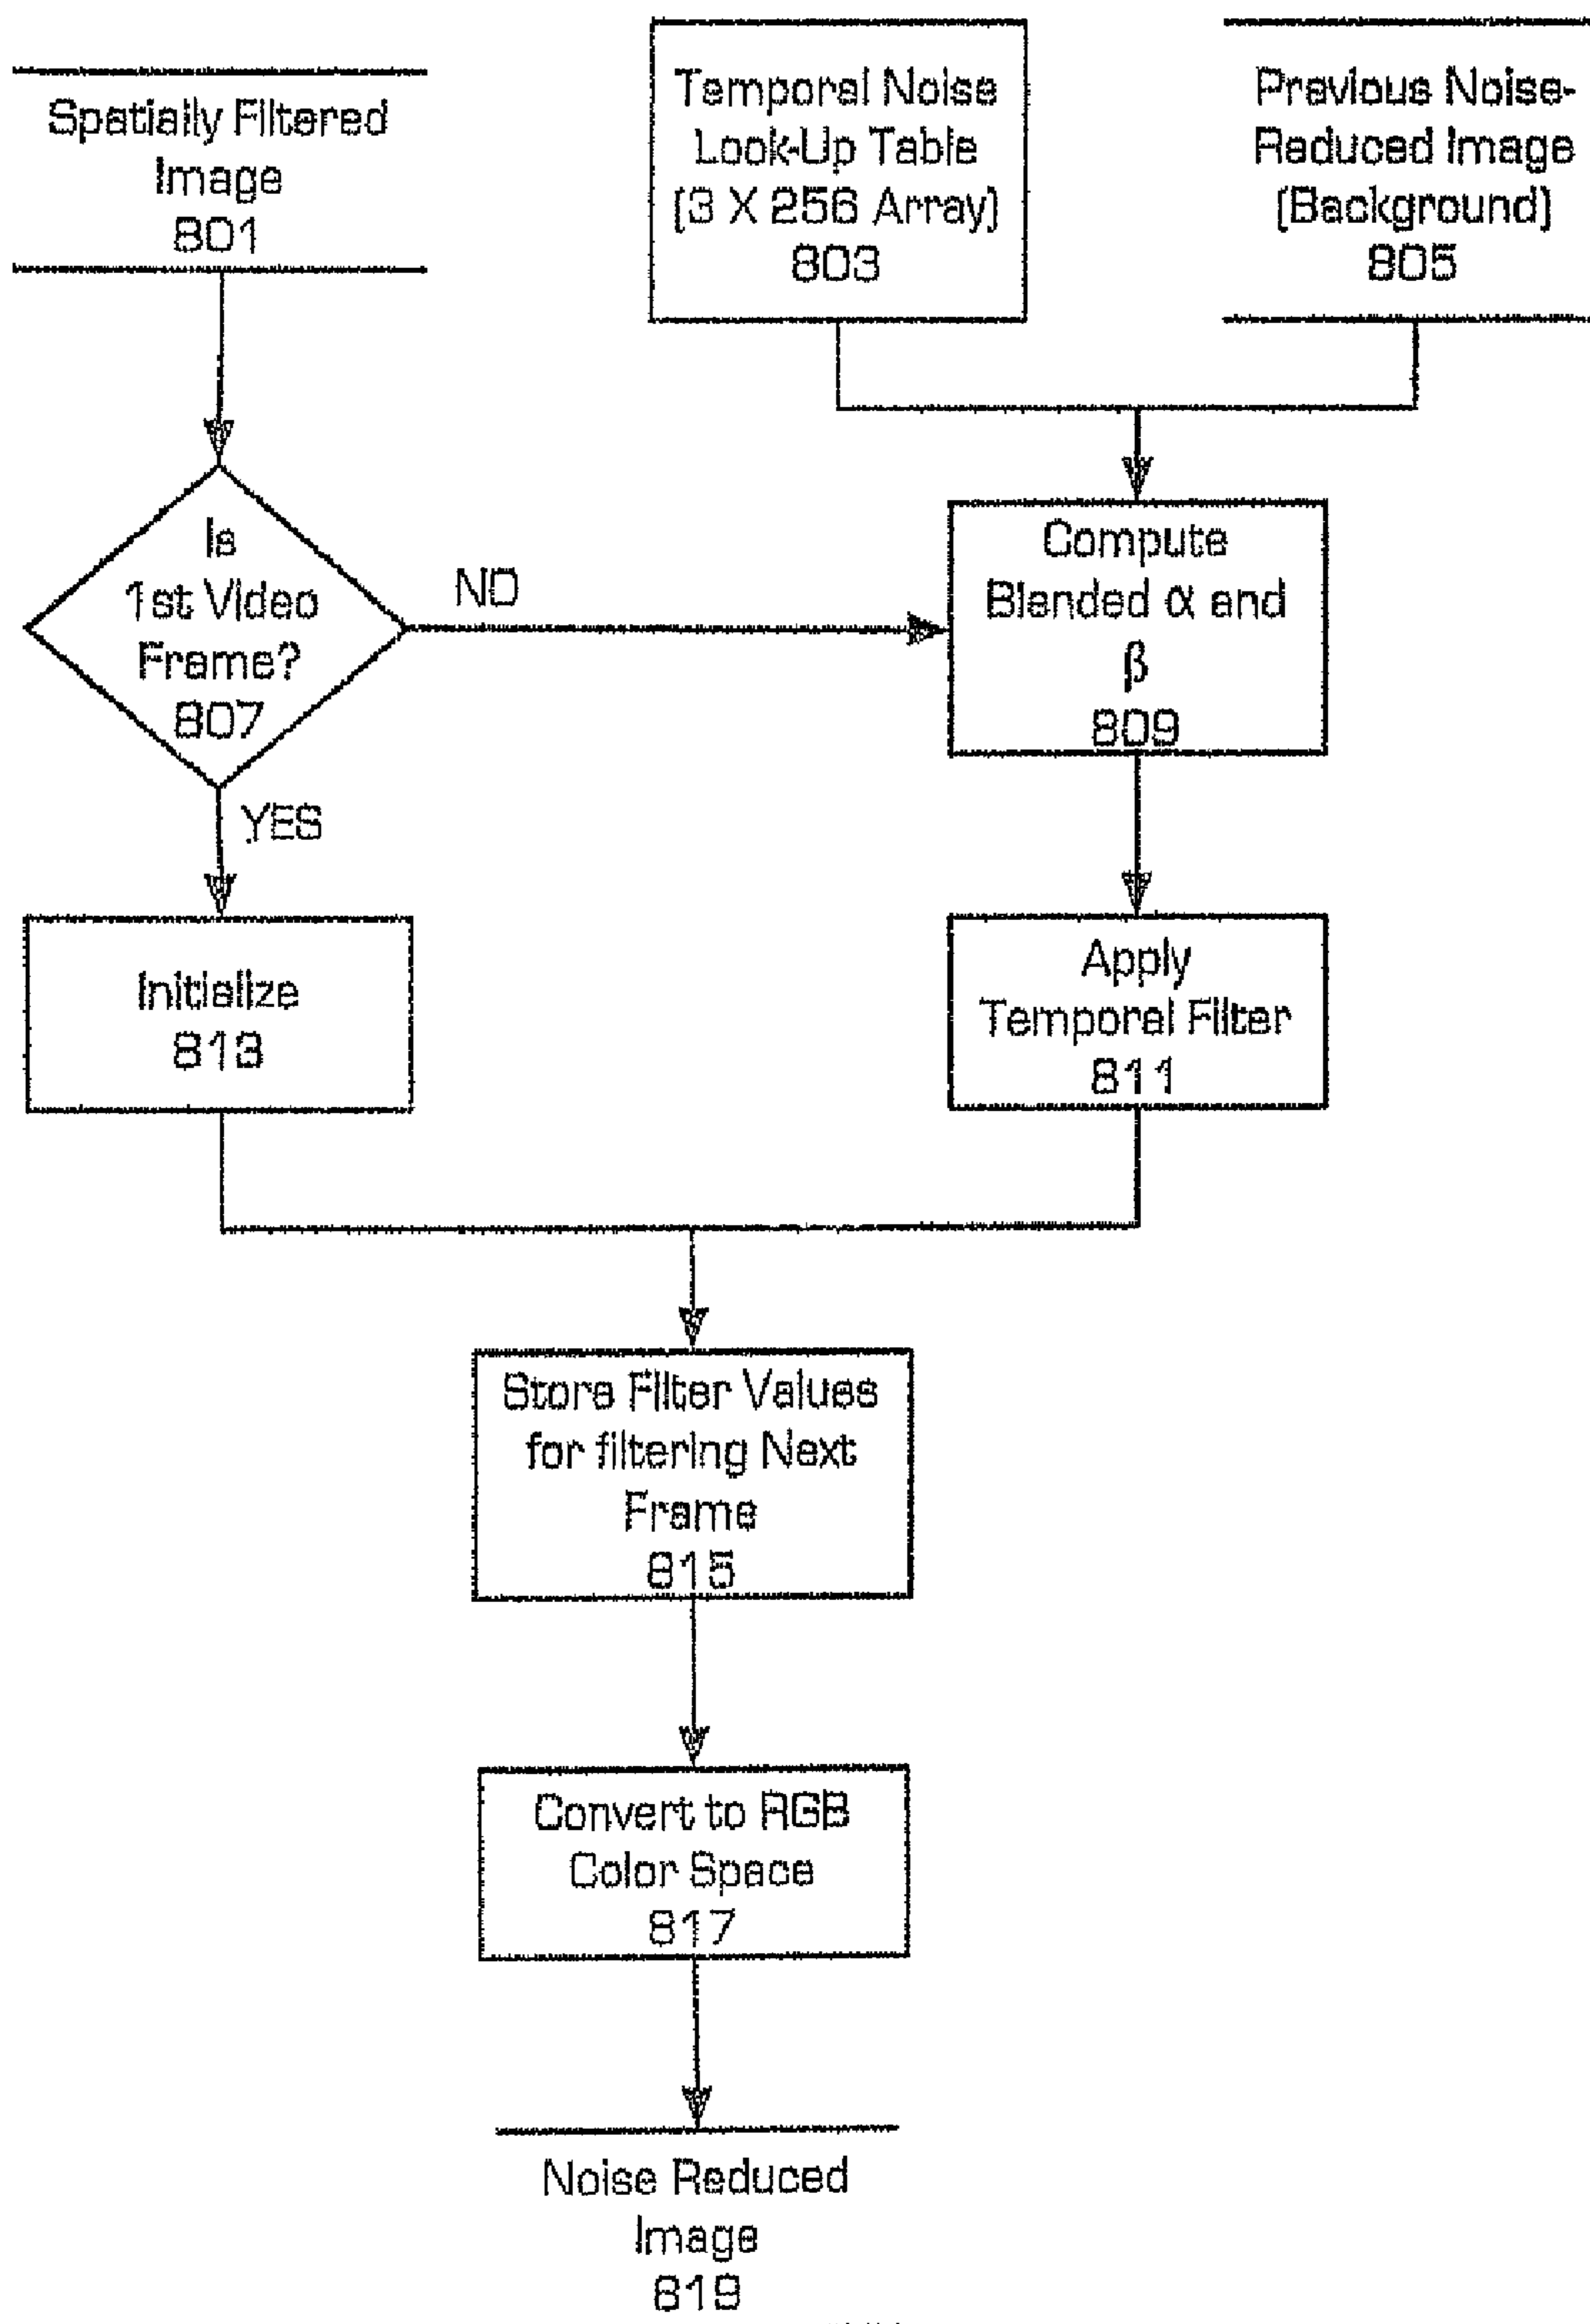 Spatially Filtered
Image
801
Temporal Noise
Look-Up Table
(3 X 256 Array)
803
Previous Noise-
Reduced Image
(Background)
805
Is
1st Video
Frame?
807
NO
YES
Compute
Blended α and
β
809
Initialize
813
Apply
Temporal Filter
811
Store Filter Values
for filtering Next
Frame
815
Convert to RGB
Color Space
817
Noise Reduced
Image
819